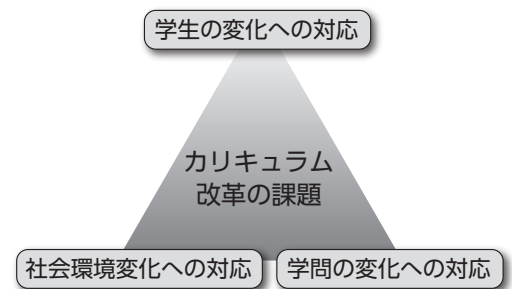 学生の変化への対応
カリキュラム
改革の課題
社会環境変化への対応
学問の変化への対応